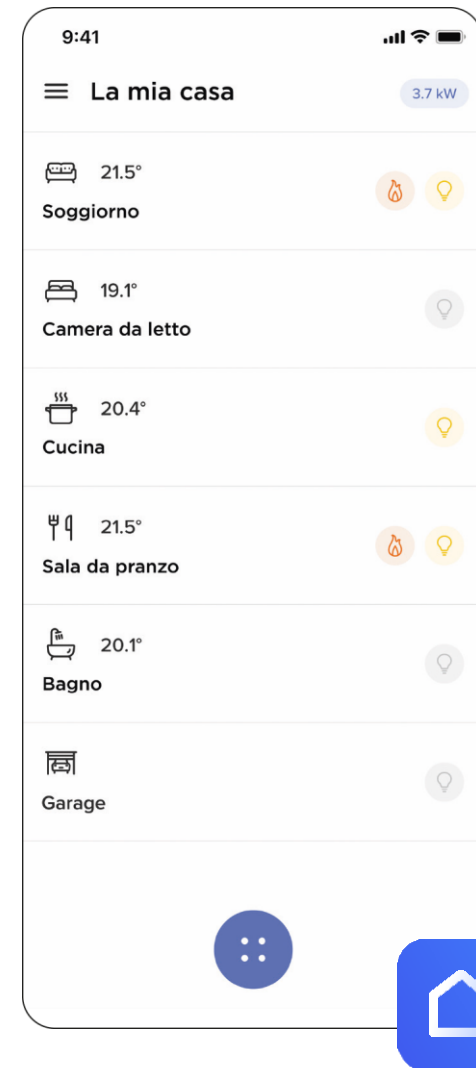 9:41
La mia casa
3.7 kW
21.5°
Soggiorno
19.1°
Camera da letto
20.4°
Cucina
21.5°
Sala da pranzo
20.1°
Bagno
Garage